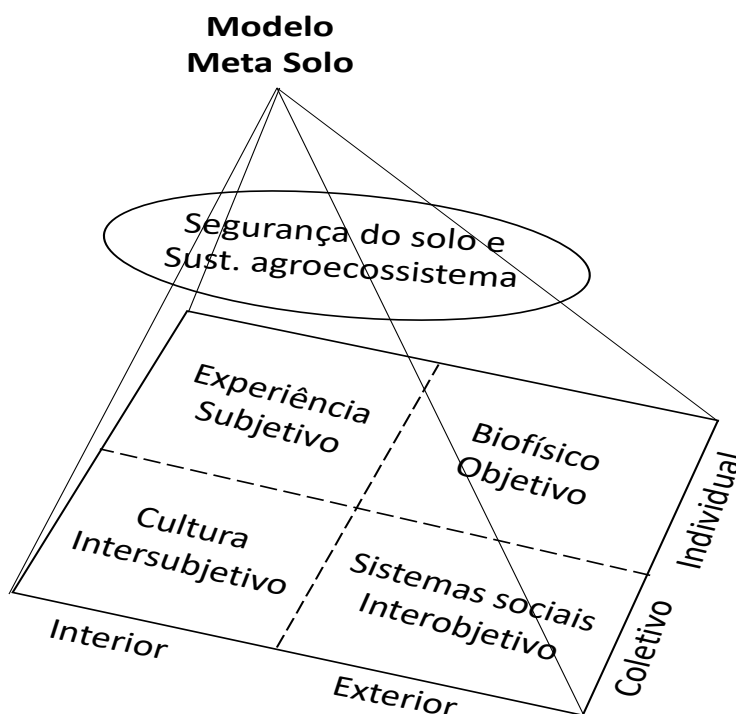 Modelo
Meta Solo
Segurança do solo e
Sust. agroecossistema
Experiência
Subjetivo
Biofísico
Objetivo
Individual
Cultura
Intersubjetivo
Sistemas sociais
Interobjetivo
Coletivo
Interior
Exterior